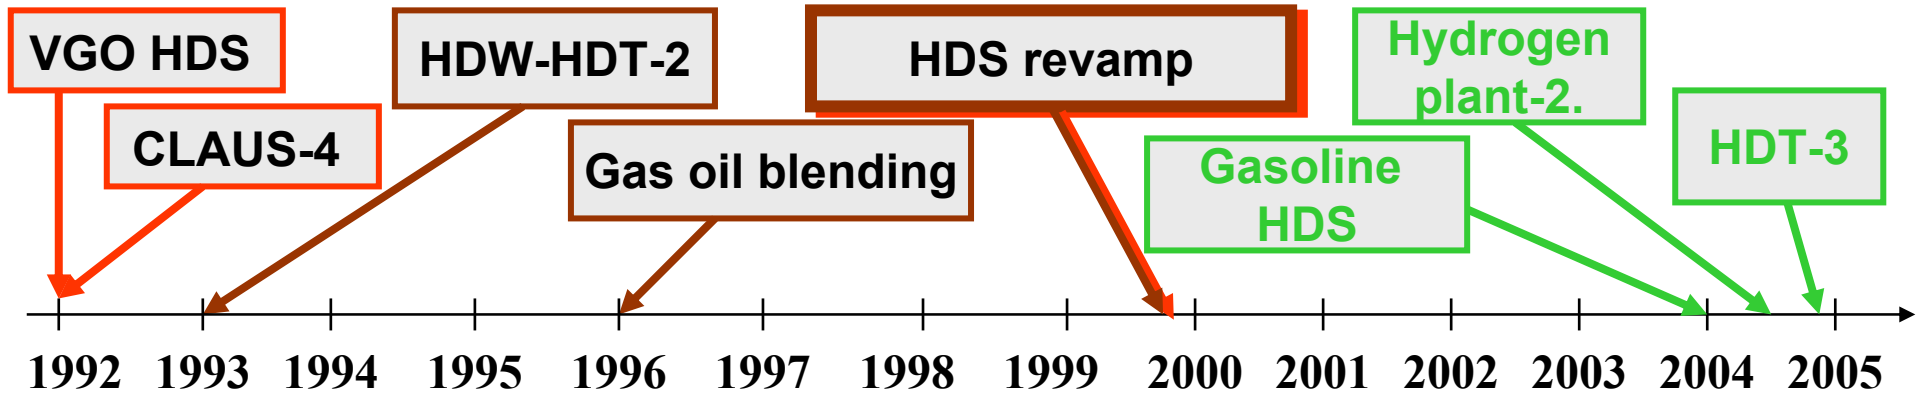 VGO HDS
CLAUS-4
HDW-HDT-2
Gas oil blending
HDS revamp
Gasoline
HDS
Hydrogen
plant-2.
HDT-3
1992 1993 1994 1995 1996 1997 1998 1999 2000 2001 2002 2003 2004 2005